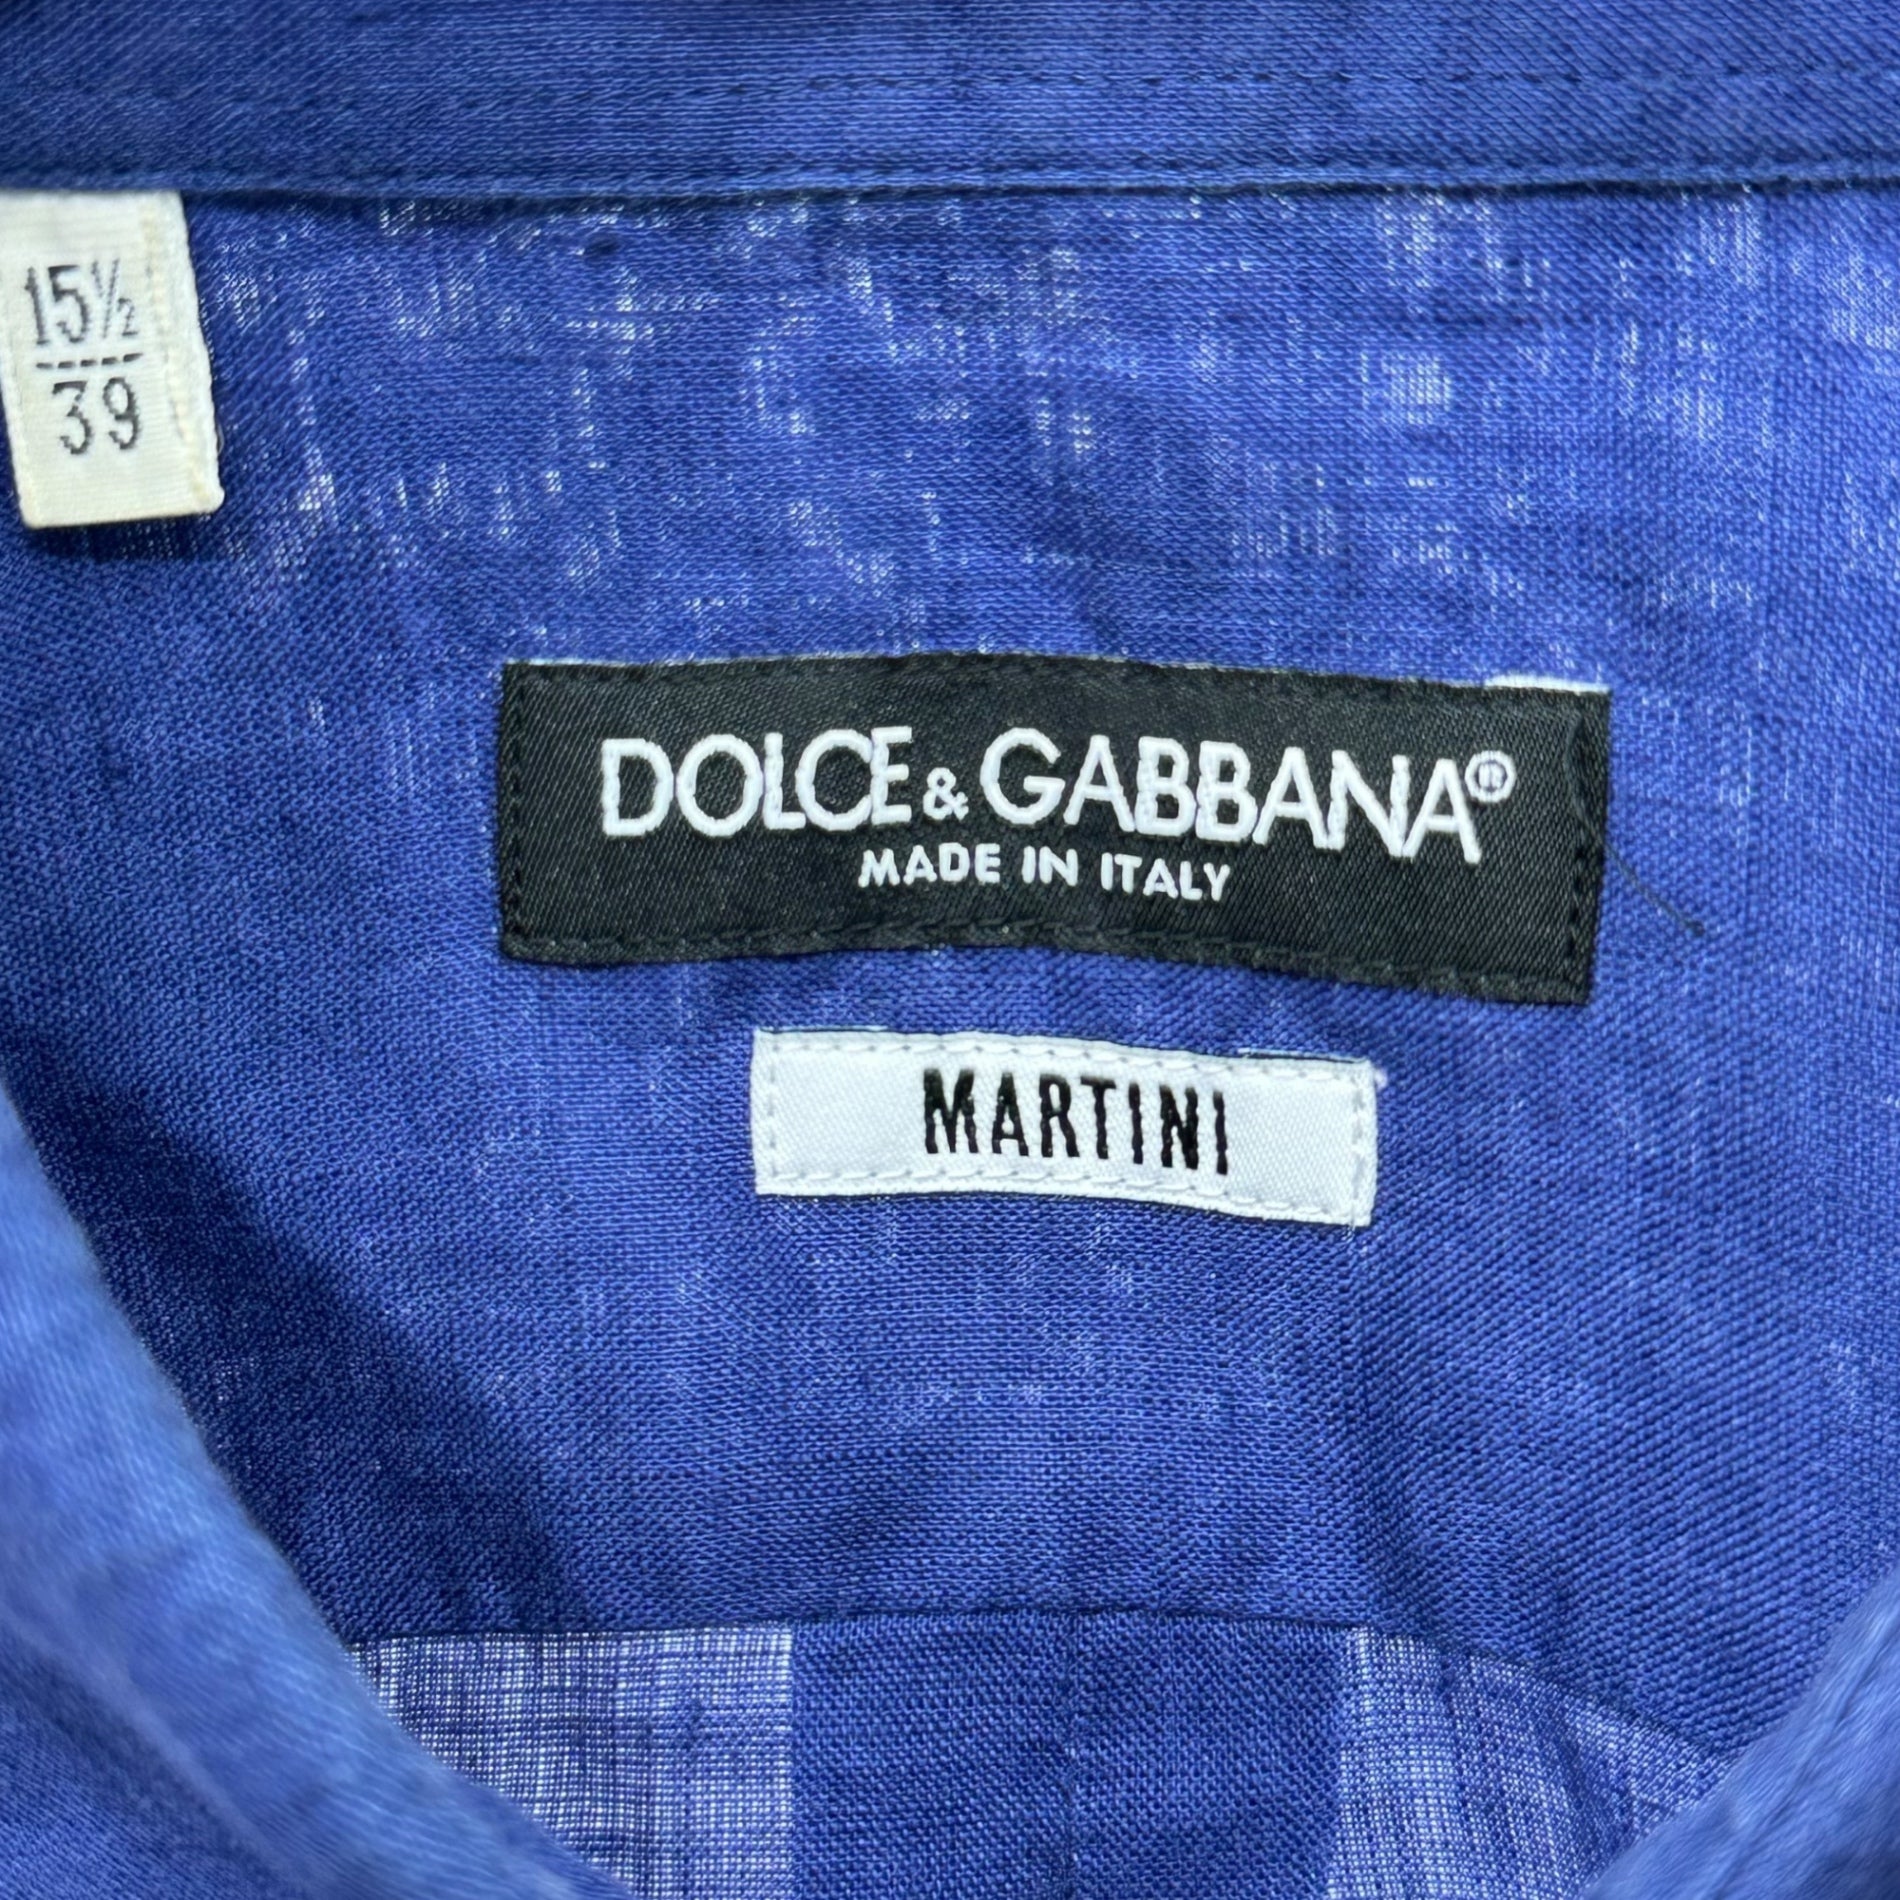 15½
39
DOLCE & GABBANA®
MADE IN ITALY
MARTINI